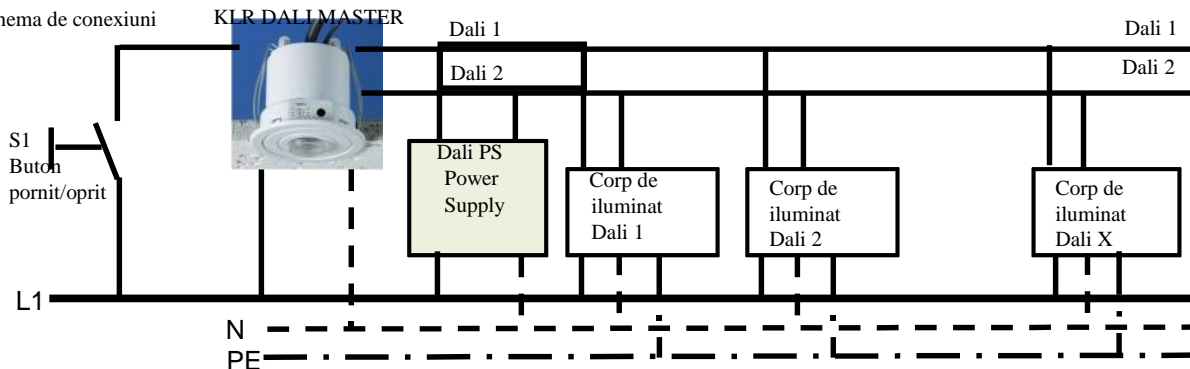 KLR DALI MASTER
de conexiuni
Dali 1
Dali 1
Dali 2
Dali 2
S1
Buton
pornit/oprit
Dali PS
Power
Supply
Corp de
iluminat
Dali 1
Corp de
iluminat
Dali 2
Corp de
iluminat
Dali X
L1
N
PE